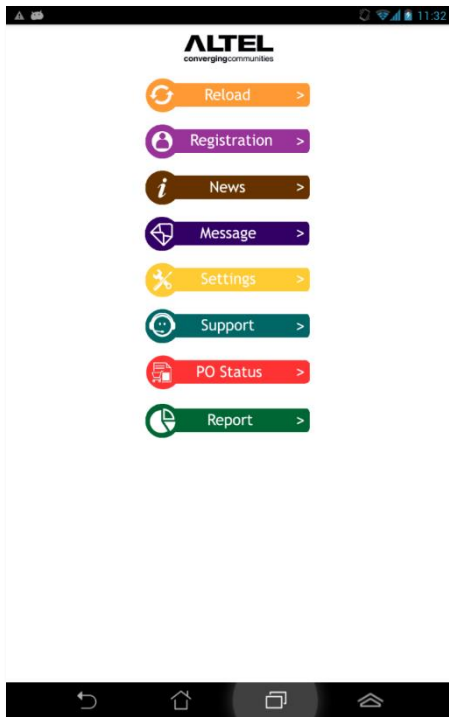 11:32
ALTEL
convergingcommunities
Reload >
Registration >
News >
Message >
Settings >
Support >
PO Status >
Report >